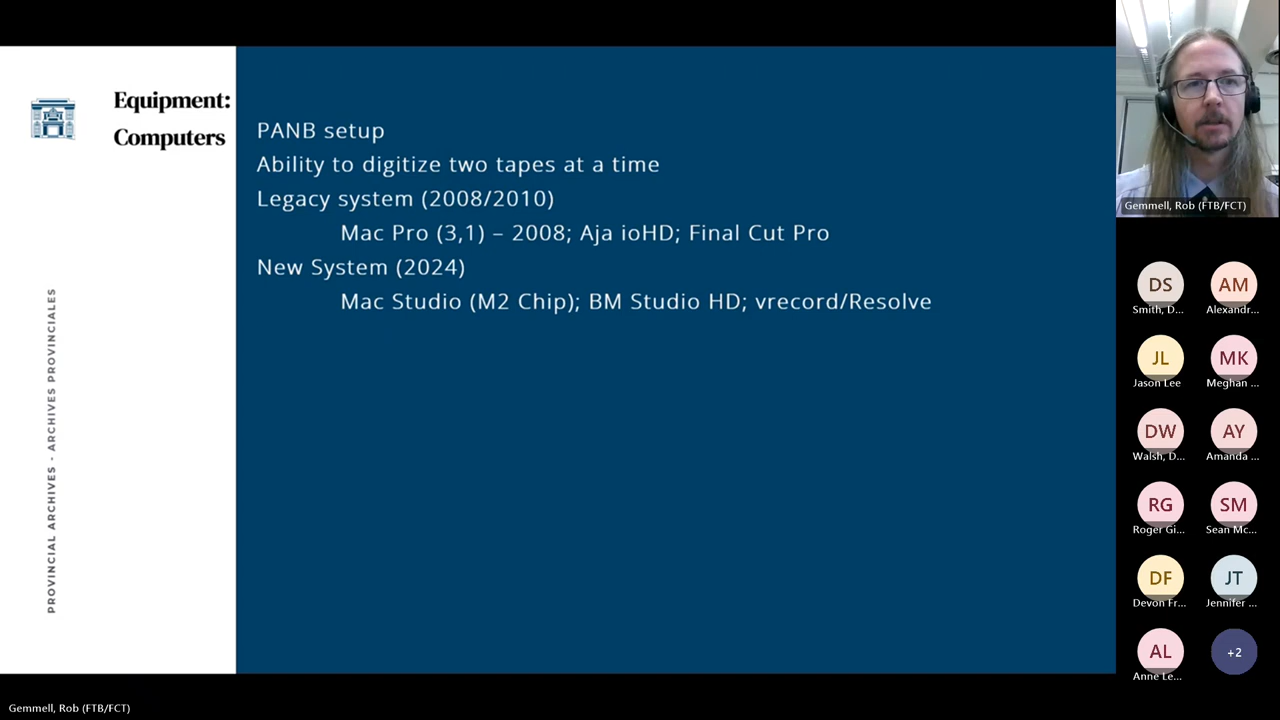 Equipment:
Computers
PANB setup
Ability to digitize two tapes at a time
Legacy system (2008/2010)
Mac Pro (3,1) – 2008; Aja ioHD; Final Cut Pro
New System (2024)
Mac Studio (M2 Chip); BM Studio HD; vrecord/Resolve
PROVINCIAL ARCHIVES - ARCHIVES PROVINCIALES
Gemmell, Rob (FTB/FCT)
DS
Smith, D...
AM
Alexandr...
JL
Jason Lee
MK
Meghan ...
DW
Walsh, D...
AY
Amanda ...
RG
Roger Gi...
SM
Sean Mc...
DF
Devon Fr...
JT
Jennifer ...
AL
Anne Le...
+2
Gemmell, Rob (FTB/FCT)